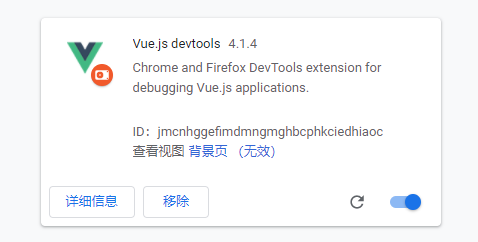 Vue.js devtools 4.1.4
Chrome and Firefox DevTools extension for
debugging Vue.js applications.
ID：jmcnhggefimdmngmghbcphkciedhiaoc
查看视图 背景页 （无效）
详细信息 移除